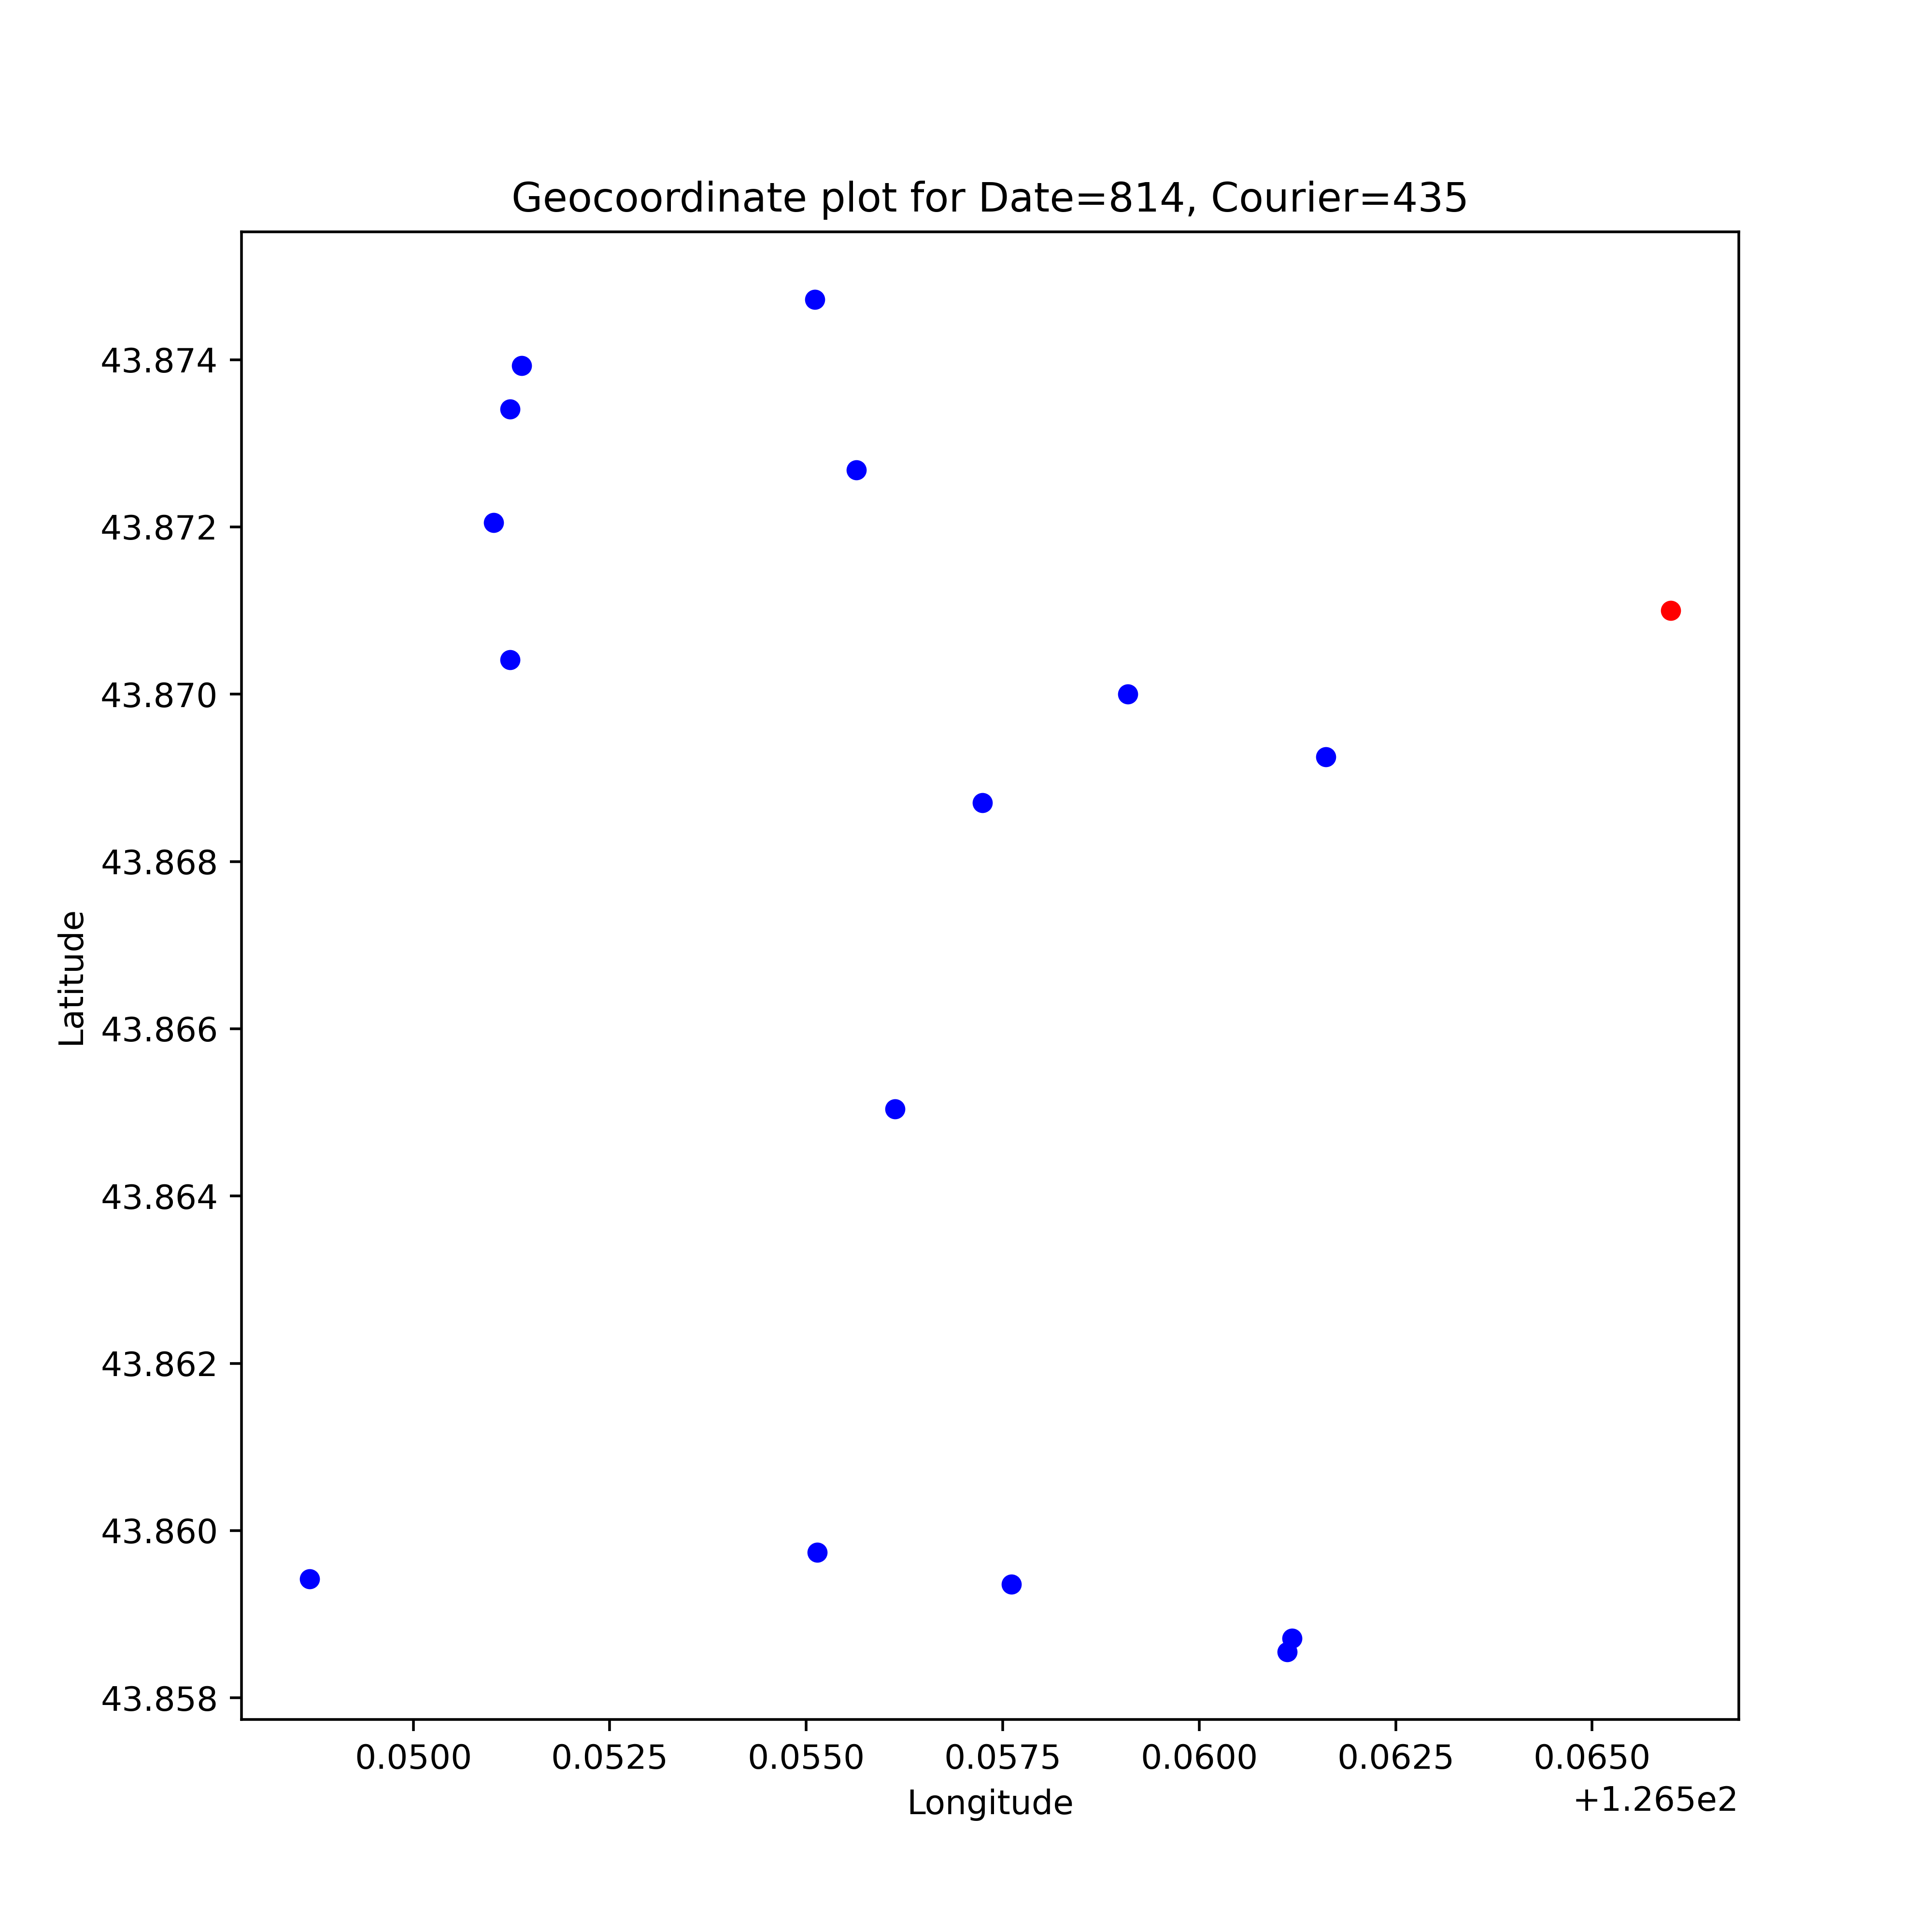 Geocoordinate plot for Date=814, Courier=435
43.874
43.872
43.870
43.868
43.866
43.864
43.862
43.860
43.858
Latitude
0.0500 0.0525 0.0550 0.0575 0.0600 0.0625 0.0650
Longitude
+1.265e2